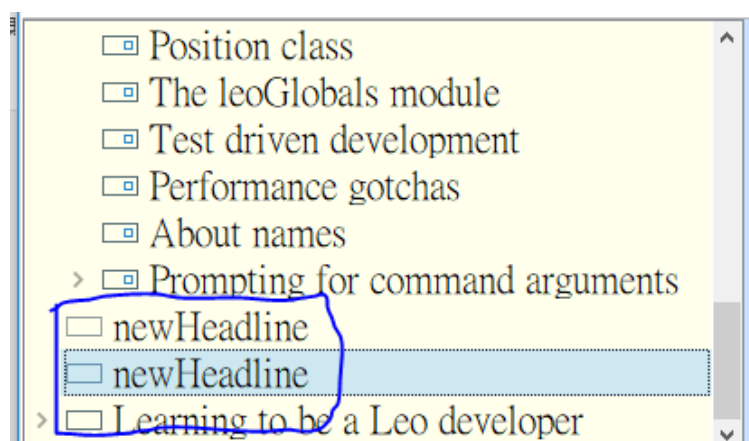 Position class
The leoGlobals module
Test driven development
Performance gotchas
About names
Prompting for command arguments
newHeadline
newHeadline
Learning to be a Leo developer